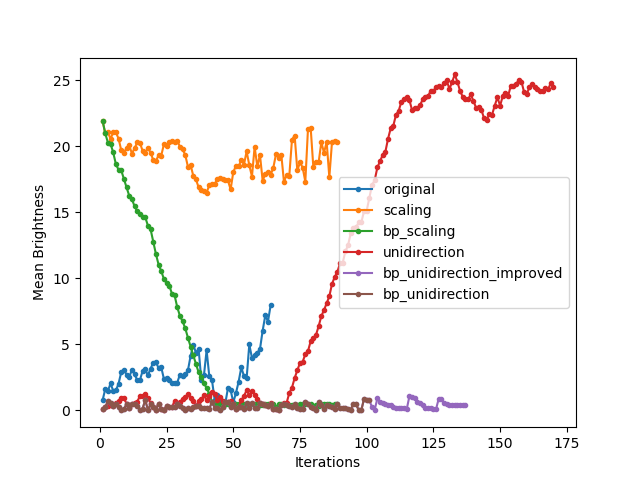 25
20
15
10
5
0
Mean Brightness
original
scaling
bp_scaling
unidirection
bp_unidirection_improved
bp_unidirection
0 25 50 75 100 125 150 175
Iterations